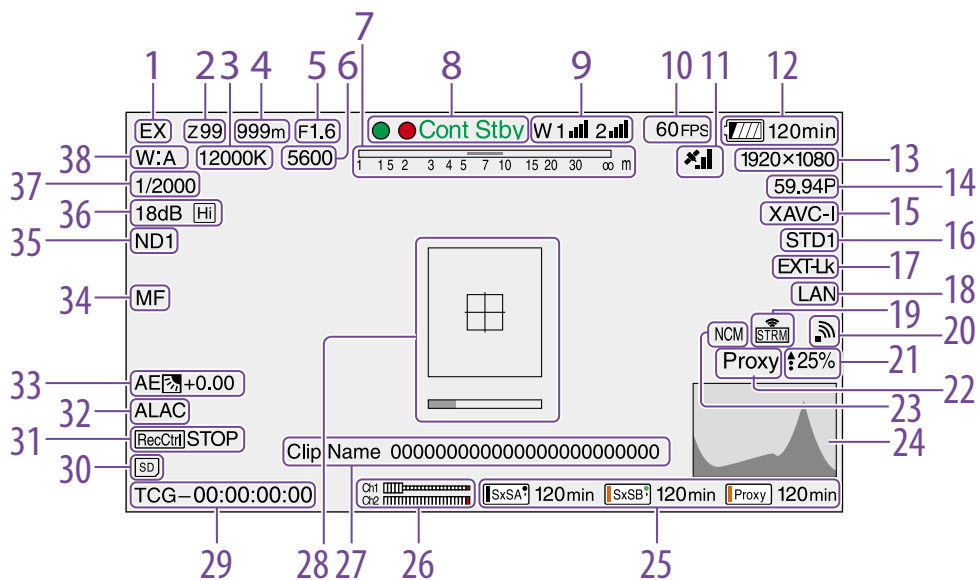 7
1 2 3 4 5 6 8 9 10 11 12
EX Z99 999m F1.6 Cont Stby W 1 2 60 FPS 120min
38 W:A 12000K 5600 1 1 5 2 3 4 5 7 10 15 20 30 ∞ m 1920×1080 13
37 1/2000 59.94P 14
36 18dB Hi XAVC-I 15
35 ND1 STD1 16
EXT-Lk 17
34 MF LAN 18
19
28 NCM STRM 20
Proxy 25% 21
33 AE +0.00 22
32 ALAC 23
31 RecCtrl STOP 24
Clip Name 000000000000000000000000
30 SD
TCG–00:00:00:00 Ch1 Ch2 SxSA 120min SxSB 120min Proxy 120min
29 28 27 26 25